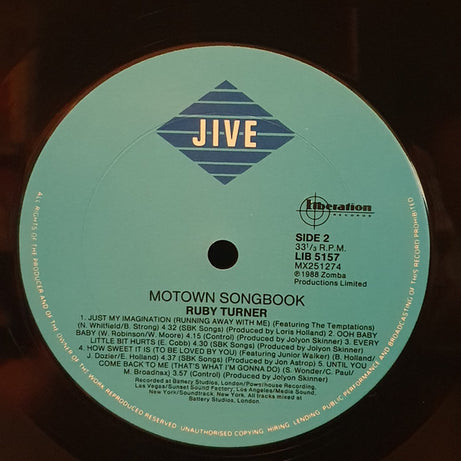 JIVE
Liberation
RECORDS
SIDE 2
33⅓ R.P.M.
LIB 5157
MX251274
℗1988 Zomba
Productions Limited
MOTOWN SONGBOOK
RUBY TURNER
1. JUST MY IMAGINATION (RUNNING AWAY WITH ME) (Featuring The Temptations)
(N. Whitfield/B. Strong) 4 32 (SBK Songs) (Produced by Loris Holland) 2. OOH BABY
BABY (W. Robinson/W. Moore) 4.15 (Control) (Produced by Jolyon Skinner) 3. EVERY
LITTLE BIT HURTS (E. Cobb) 4.30 (SBK Songs) (Produced by Jolyon Skinner)
4. HOW SWEET IT IS (TO BE LOVED BY YOU) (Featuring Junior Walker) (B. Holland/
J. Dozier/E. Holland) 4 37 (SBK Songs) (Produced by Jon Astrop) 5. UNTIL YOU
COME BACK TO ME (THAT'S WHAT I'M GONNA DO) (S. Wonder/C. Paul/
M. Broadnax) 3.57 (Control) (Produced by Jolyon Skinner)
Recorded at Battery Studios, London/Powerhouse Recording,
Las Vegas/Sunset Sound Factory; Los Angeles/Media Sound,
New York/Soundtrack, New York. All tracks mixed at
Battery Studios, London.
ALL RIGHTS OF THE PRODUCER AND OF THE OWNER OF THE WORK REPRODUCED RESERVED. UNAUTHORISED COPYING, HIRING, LENDING, PUBLIC PERFORMANCE AND BROADCASTING OF THIS RECORD PROHIBITED